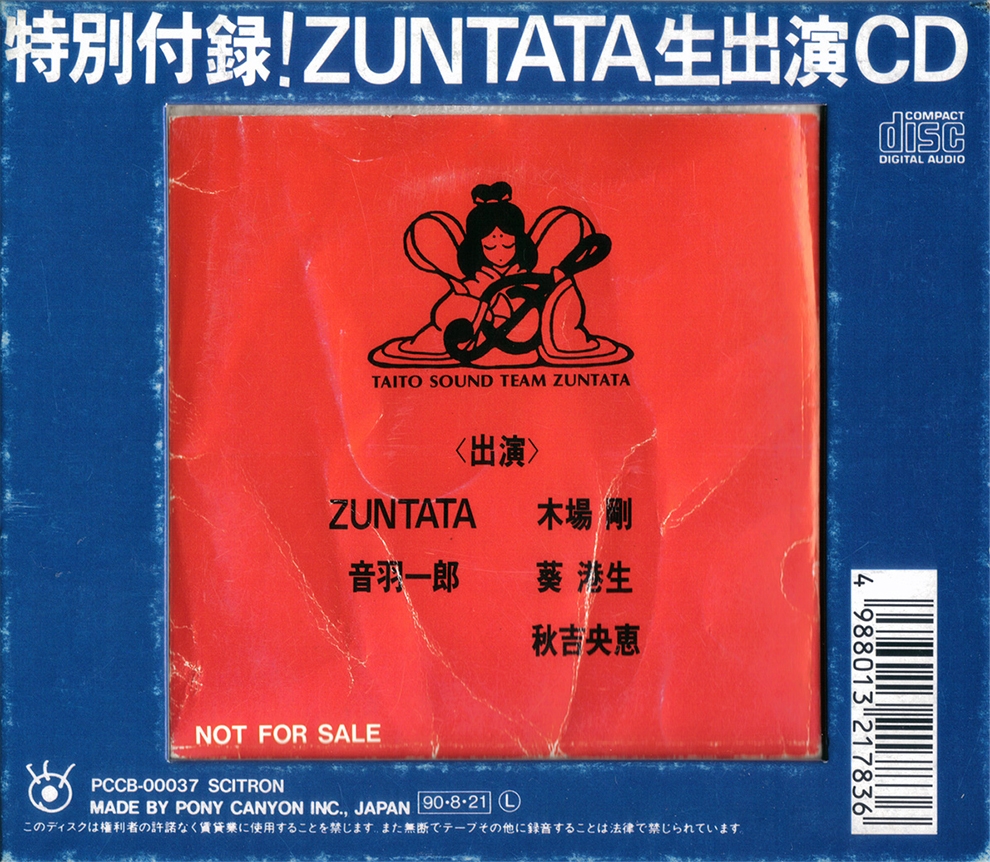 特別付録!ZUNTATA生出演CD
COMPACT
disc
DIGITAL AUDIO
TAITO SOUND TEAM ZUNTATA
〈出演〉
ZUNTATA 木場 剛
音羽一郎 葵 港生
秋吉央恵
NOT FOR SALE
4 988013 217836
PCCB-00037 SCITRON
MADE BY PONY CANYON INC., JAPAN 90・8・21 Ⓛ
このディスクは権利者の許諾なく賃貸業に使用することを禁じます。また無断でテープその他に録音することは法律で禁じられています。